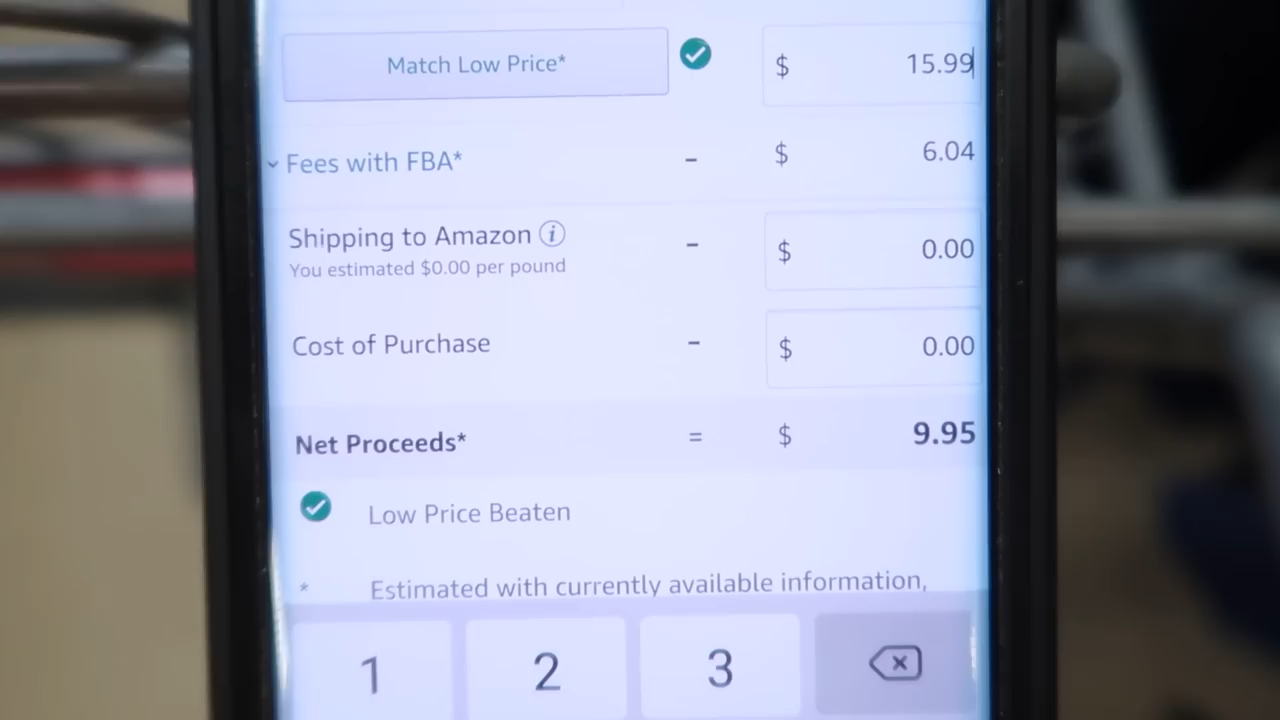 Match Low Price* $ 15.99
Fees with FBA* - $ 6.04
Shipping to Amazon i - $ 0.00
You estimated $0.00 per pound
Cost of Purchase - $ 0.00
Net Proceeds* = $ 9.95
Low Price Beaten
* Estimated with currently available information,
1 2 3